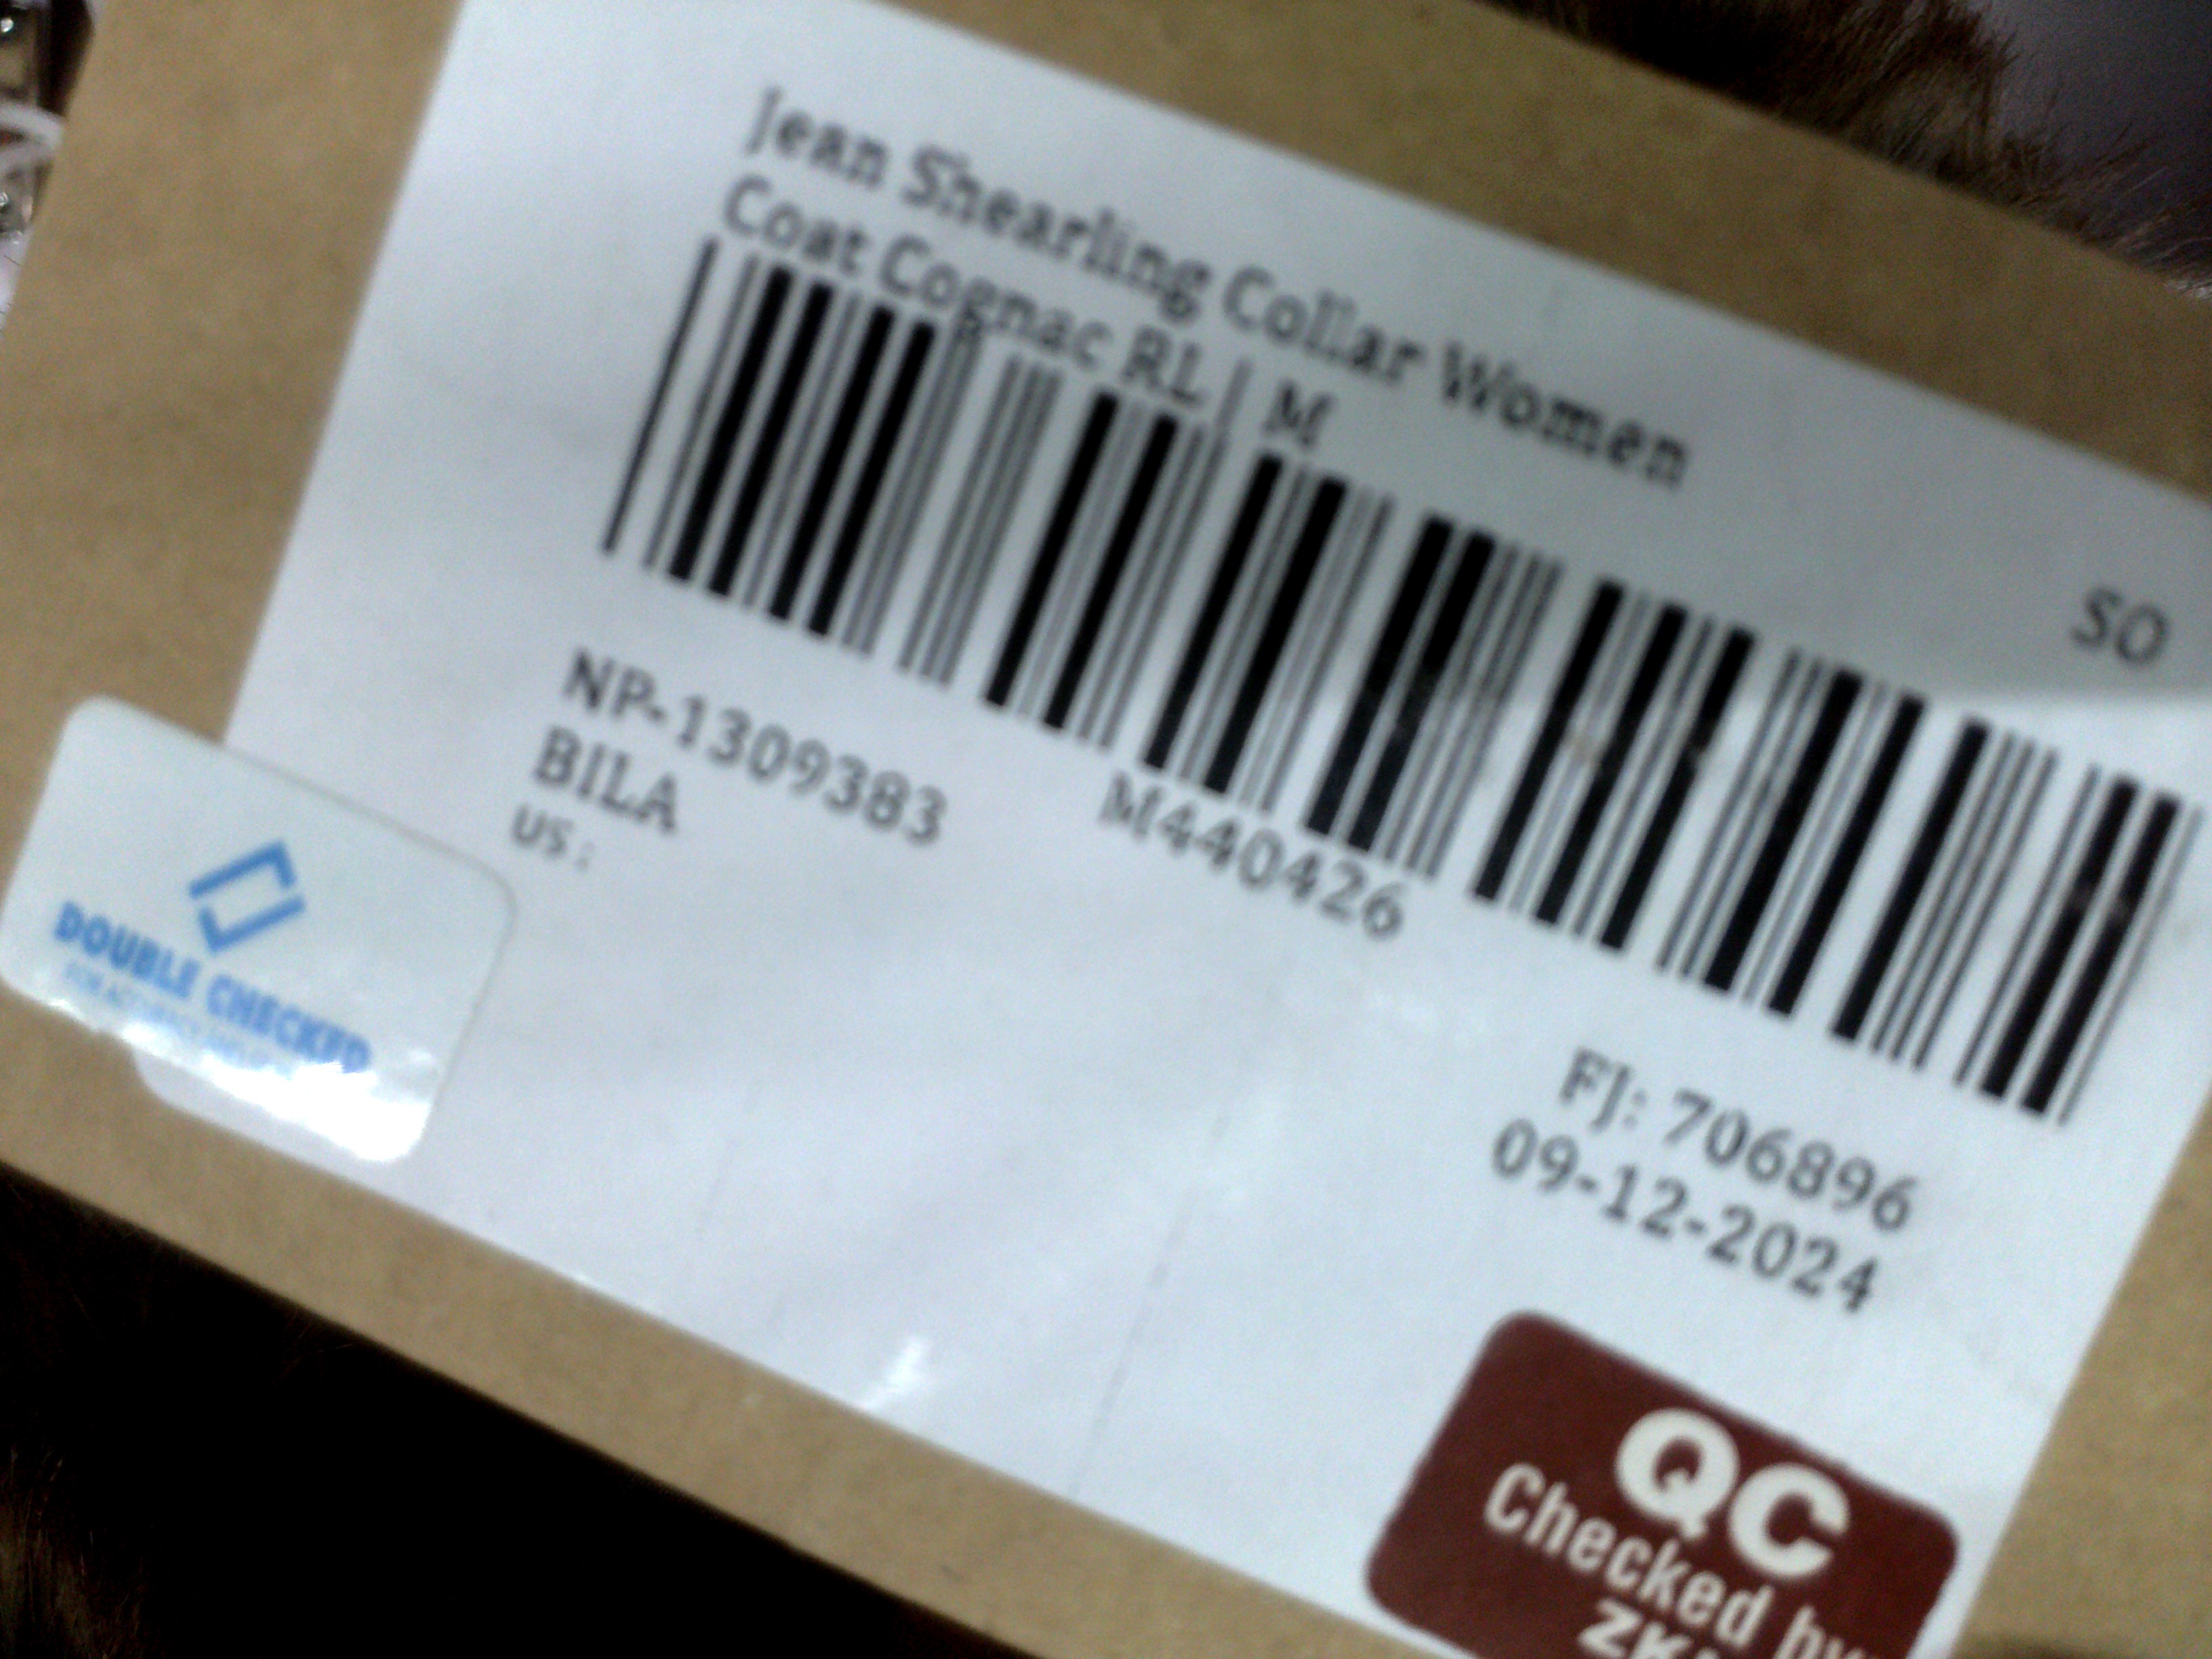 Jean Shearling Collar Women
Coat Cognac RL | M
SO
NP-1309383 M440426 FJ: 706896
BILA 09-12-2024
US :
DOUBLE CHECKED
QC
Checked by